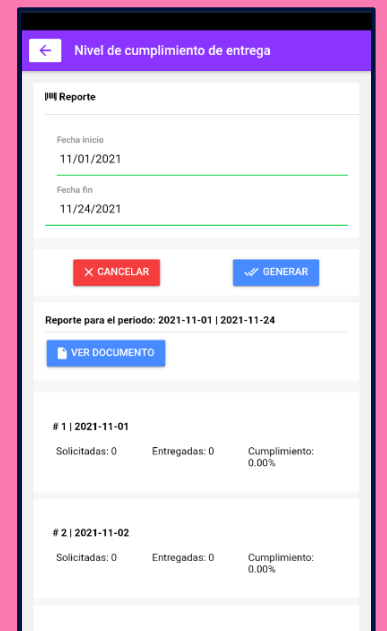 Nivel de cumplimiento de entrega
Reporte
Fecha inicio
11/01/2021
Fecha fin
11/24/2021
CANCELAR
GENERAR
Reporte para el periodo: 2021-11-01 | 2021-11-24
VER DOCUMENTO
# 1 | 2021-11-01
Solicitadas: 0 Entregadas: 0 Cumplimiento:
0.00%
# 2 | 2021-11-02
Solicitadas: 0 Entregadas: 0 Cumplimiento:
0.00%